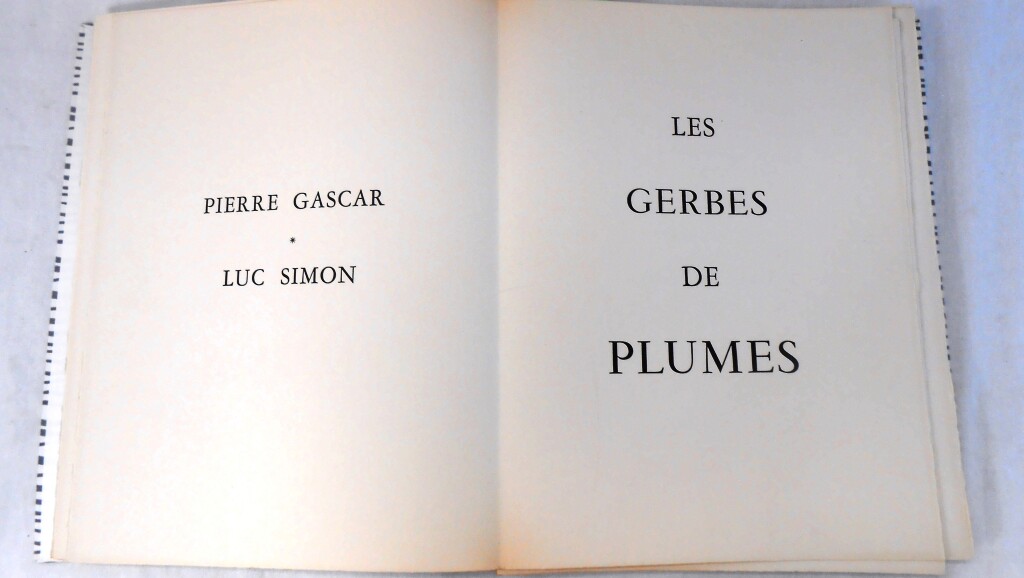 PIERRE GASCAR
*
LUC SIMON
LES
GERBES
DE
PLUMES